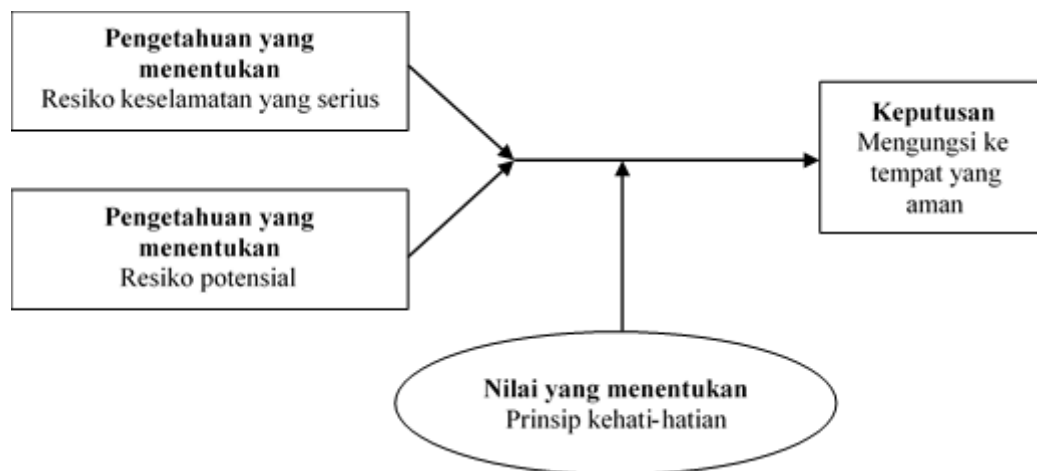 Pengetahuan yang
menentukan
Resiko keselamatan yang serius
Pengetahuan yang
menentukan
Resiko potensial
Keputusan
Mengungsi ke
tempat yang
aman
Nilai yang menentukan
Prinsip kehati-hatian